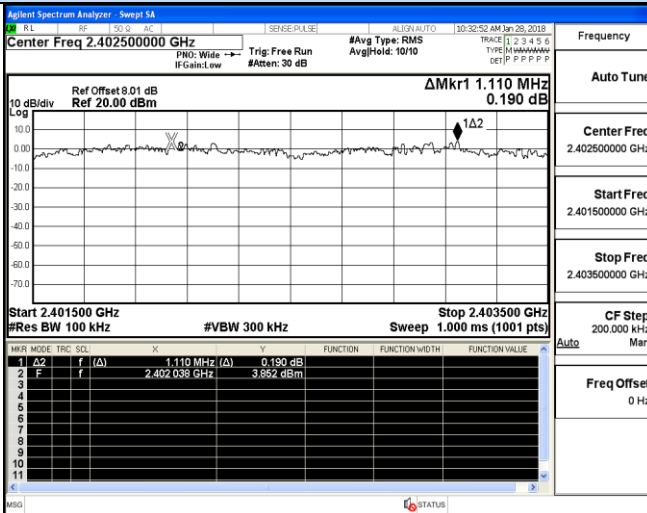 Agilent Spectrum Analyzer - Swept SA
RL RF 50 Ω AC SENSE:PULSE ALIGN AUTO 10:32:52 AM Jan 28, 2018
Center Freq 2.402500000 GHz
PNO: Wide
IFGain:Low
Trig: Free Run
#Atten: 30 dB
#Avg Type: RMS
Avg|Hold: 10/10
TRACE 1 2 3 4 5 6
TYPE M
DET P P P P P P
Ref Offset 8.01 dB
10 dB/div Ref 20.00 dBm
ΔMkr1 1.110 MHz
0.190 dB
Log
10.0
0.00
-10.0
-20.0
-30.0
-40.0
-50.0
-60.0
-70.0
1Δ2
Start 2.401500 GHz Stop 2.403500 GHz
#Res BW 100 kHz #VBW 300 kHz Sweep 1.000 ms (1001 pts)
MKR MODE TRC SCL X Y FUNCTION FUNCTION WIDTH FUNCTION VALUE
1 Δ2 f (Δ) 1.110 MHz (Δ) 0.190 dB
2 F f 2.402 038 GHz 3.852 dBm
3
4
5
6
7
8
9
10
11
MSG STATUS
Frequency
Auto Tune
Center Freq
2.402500000 GHz
Start Freq
2.401500000 GHz
Stop Freq
2.403500000 GHz
CF Step
200.000 kHz
Auto Man
Freq Offset
0 Hz